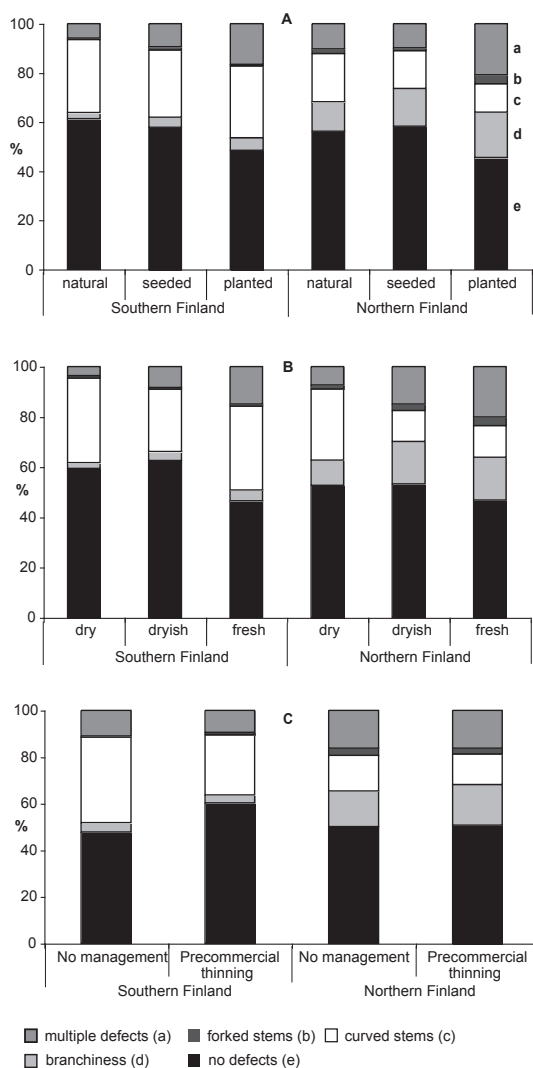 A
100
80
60
%
40
20
0
a
b
c
d
e
natural seeded planted natural seeded planted
Southern Finland Northern Finland
B
100
80
60
%
40
20
0
dry dryish fresh dry dryish fresh
Southern Finland Northern Finland
C
100
80
60
%
40
20
0
No management Precommercial thinning No management Precommercial thinning
Southern Finland Northern Finland
multiple defects (a) forked stems (b) curved stems (c)
branchiness (d) no defects (e)